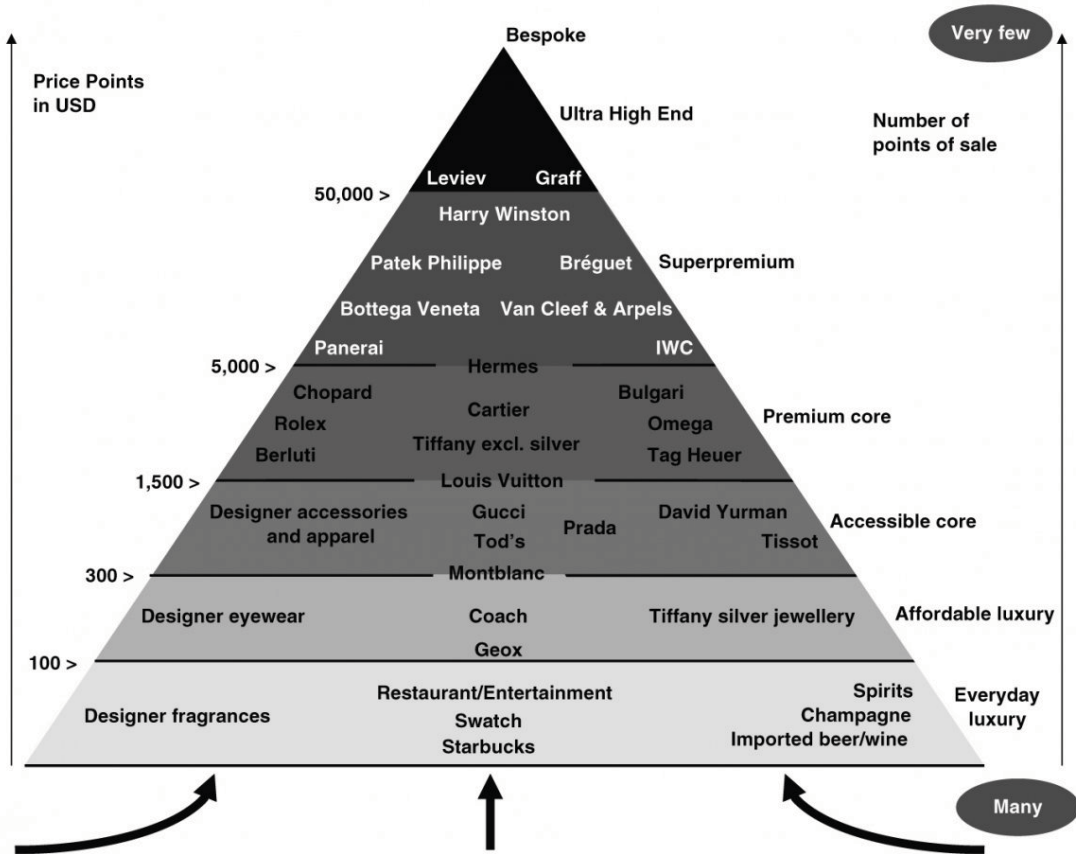 Bespoke
Very few
Price Points
in USD
Ultra High End
Number of
points of sale
Leviev Graff
50,000 >
Harry Winston
Patek Philippe Bréguet Superpremium
Bottega Veneta Van Cleef & Arpels
Panerai IWC
5,000 > Hermes
Chopard Bulgari
Cartier Premium core
Rolex Omega
Tiffany excl. silver
Berluti Tag Heuer
1,500 > Louis Vuitton
Designer accessories
and apparel
Gucci
Tod's
Prada
David Yurman
Tissot
Accessible core
300 > Montblanc
Designer eyewear Coach Tiffany silver jewellery Affordable luxury
Geox
100 >
Designer fragrances
Restaurant/Entertainment
Swatch
Starbucks
Spirits
Champagne
Imported beer/wine
Everyday
luxury
Many